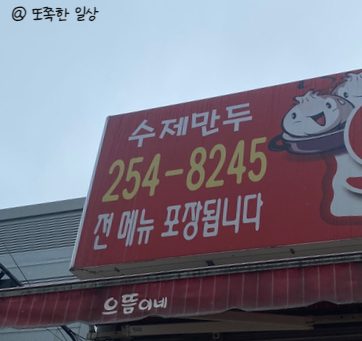 @ 또쪽한 일상
수제만두
254-8245
전 메뉴 포장됩니다
으뜸이네